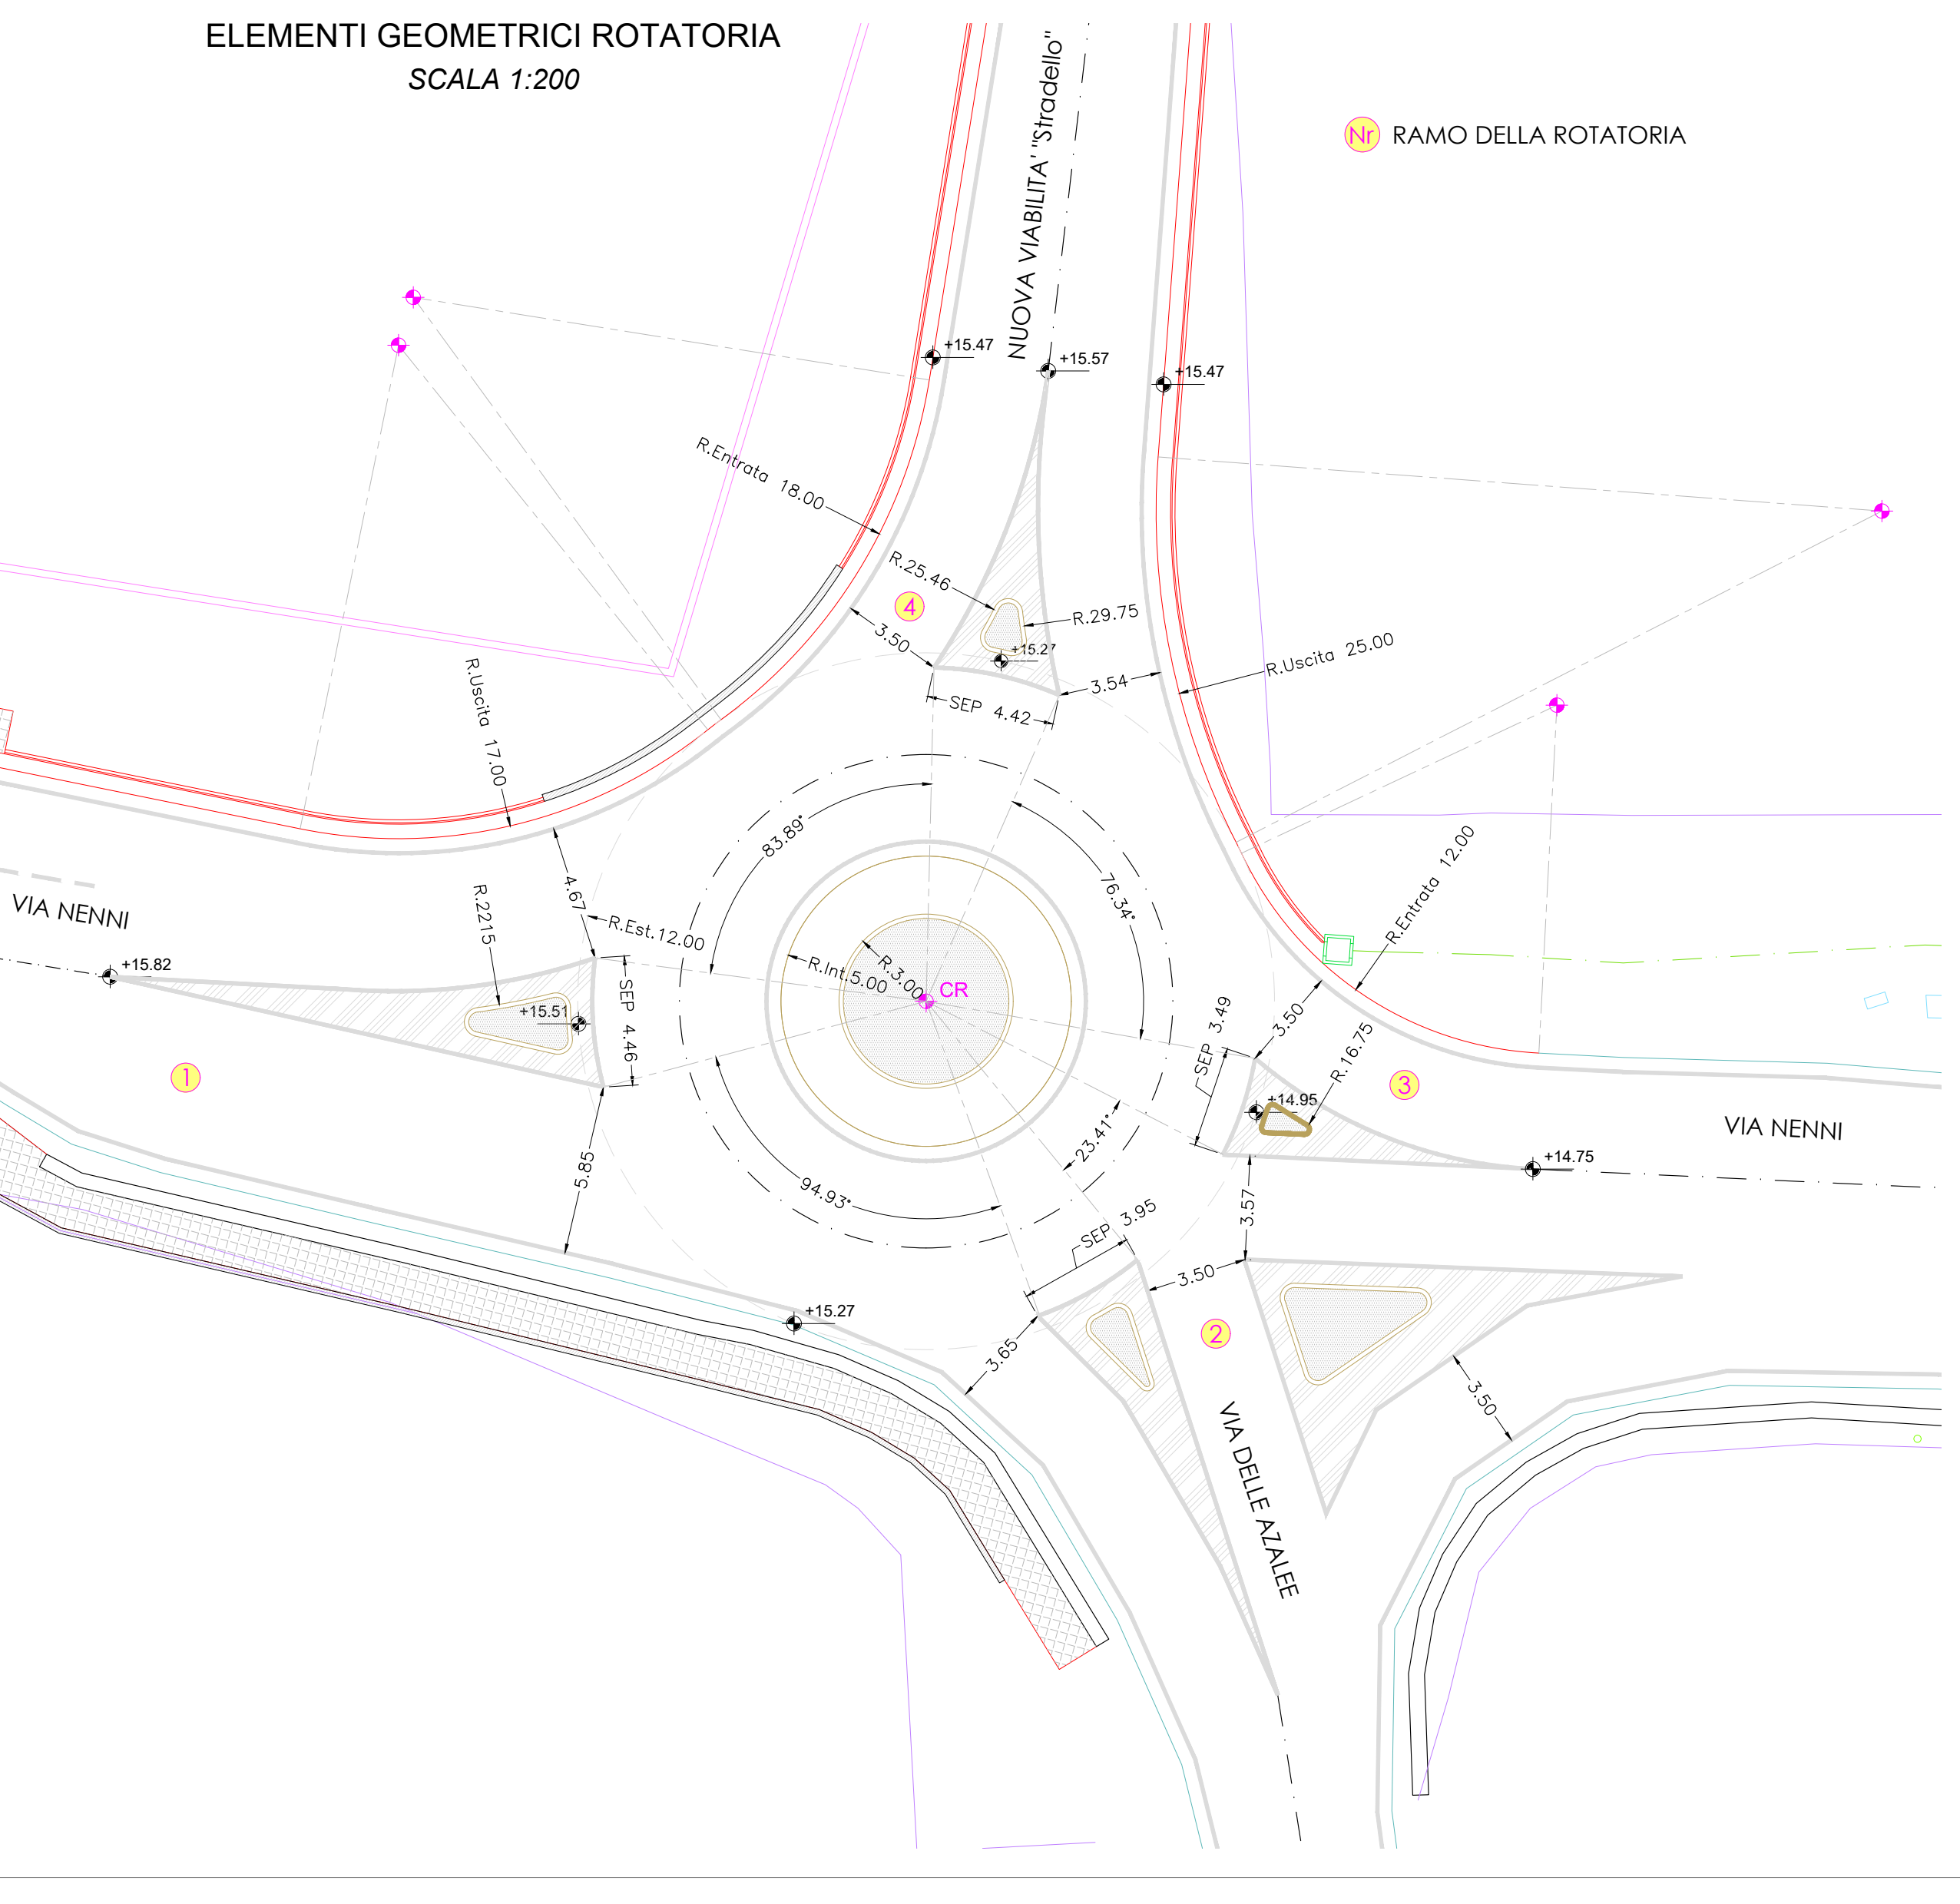 ELEMENTI GEOMETRICI ROTATORIA
SCALA 1:200
Nr RAMO DELLA ROTATORIA
NUOVA VIABILITA' "Stradello"
+15.47
+15.57
+15.47
R.Entrata 18.00
R.25.46
4
3.50
R.29.75
+15.27
SEP 4.42
3.54
R.Uscita 25.00
R.Uscita 17.00
83.89°
76.34°
R.Entrata 12.00
VIA NENNI
4.67
R.2215
R.Est.12.00
R.Int.5.00
R.3.00
CR
+15.82
+15.51
SEP 4.46
SEP 3.49
3.50
R.16.75
1
3
+14.95
VIA NENNI
+14.75
23.41°
94.93°
5.85
3.57
SEP 3.95
3.50
+15.27
2
3.65
3.50
VIA DELLE AZALEE